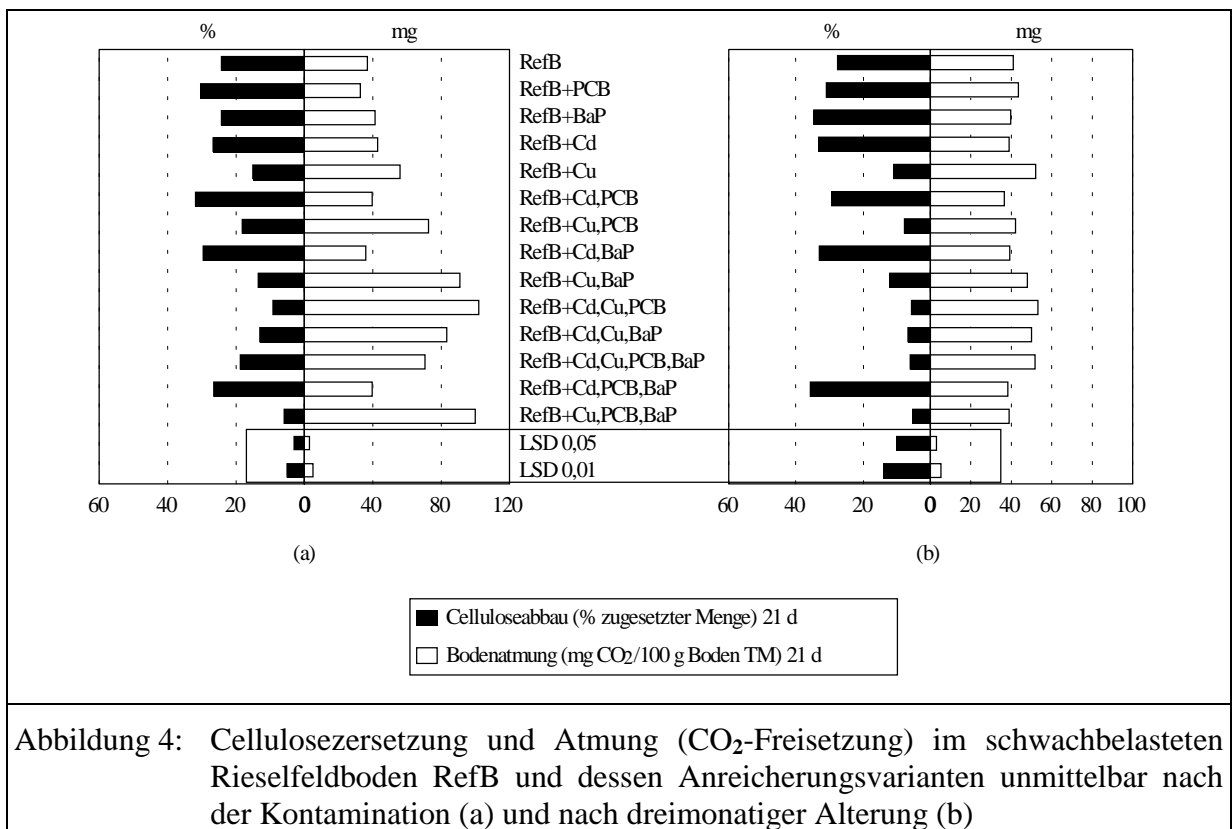 % mg % mg
RefB
RefB+PCB
RefB+BaP
RefB+Cd
RefB+Cu
RefB+Cd,PCB
RefB+Cu,PCB
RefB+Cd,BaP
RefB+Cu,BaP
RefB+Cd,Cu,PCB
RefB+Cd,Cu,BaP
RefB+Cd,Cu,PCB,BaP
RefB+Cd,PCB,BaP
RefB+Cu,PCB,BaP
LSD 0,05
LSD 0,01
60 40 20 0 40 80 120 60 40 20 0 20 40 60 80 100
(a) (b)
Celluloseabbau (% zugesetzter Menge) 21 d
Bodenatmung (mg CO2/100 g Boden TM) 21 d
Abbildung 4: Cellulosezersetzung und Atmung (CO2-Freisetzung) im schwachbelasteten
Rieselfeldboden RefB und dessen Anreicherungsvarianten unmittelbar nach
der Kontamination (a) und nach dreimonatiger Alterung (b)